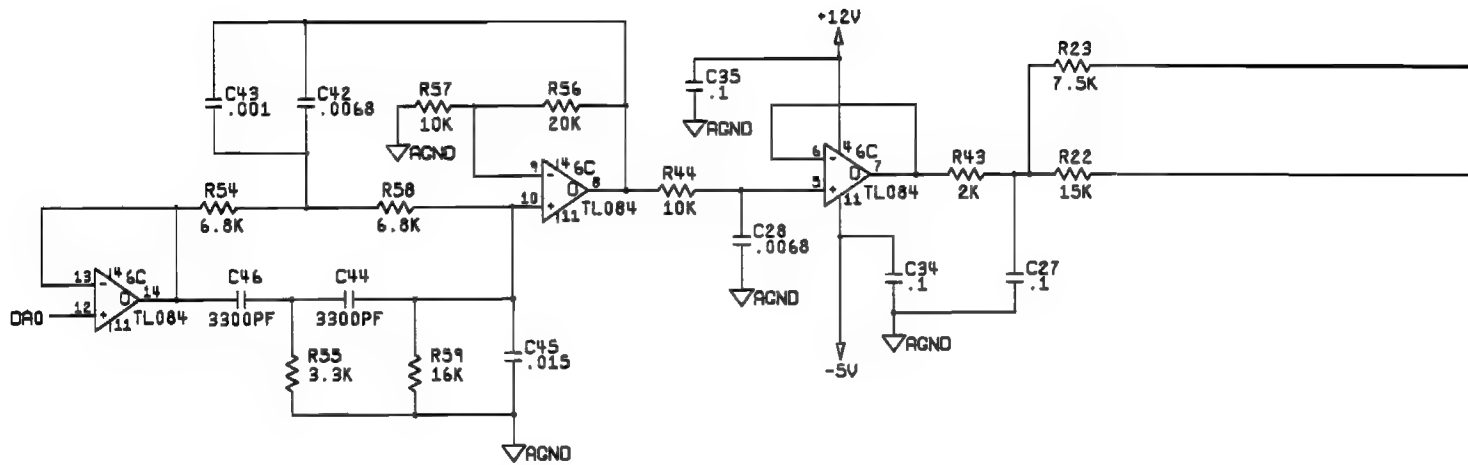 +12V
R23
7.5K
C43
.001
C42
.0068
R57
10K
R56
20K
AGND
C35
.1
AGND
9
4
6C
8
10
11
TL084
R44
10K
6
4
6C
7
5
11
TL084
R43
2K
R22
15K
R54
6.8K
R58
6.8K
C28
.0068
AGND
C34
.1
C27
.1
AGND
-5V
13
4
6C
14
12
11
TL084
DA0
C46
3300PF
C44
3300PF
R55
3.3K
R59
16K
C45
.015
AGND